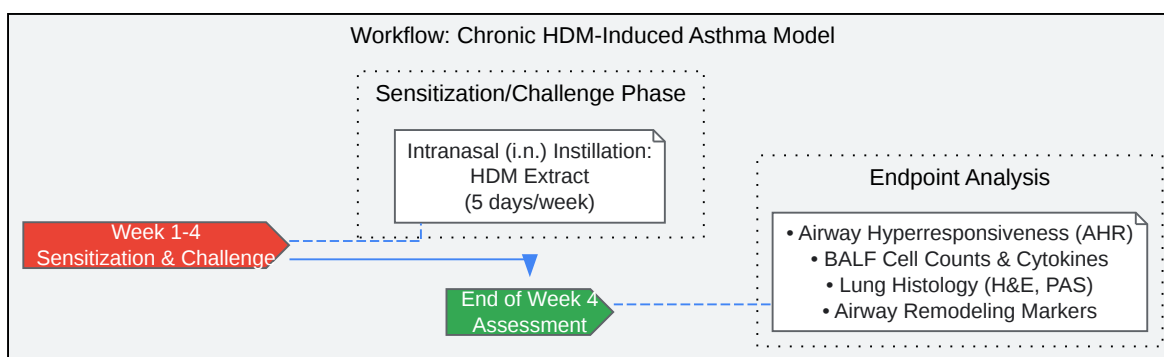 Workflow: Chronic HDM-Induced Asthma Model
Sensitization/Challenge Phase
Intranasal (i.n.) Instillation:
HDM Extract
(5 days/week)
Week 1-4
Sensitization & Challenge
End of Week 4
Assessment
Endpoint Analysis
• Airway Hyperresponsiveness (AHR)
• BALF Cell Counts & Cytokines
• Lung Histology (H&E, PAS)
• Airway Remodeling Markers